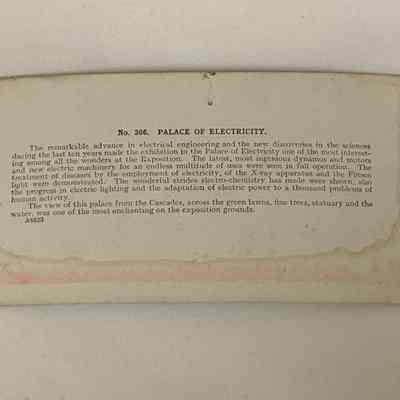 No. 306. PALACE OF ELECTRICITY.
The remarkable advance in electrical engineering and the new discoveries in the sciences
during the last ten years made the exhibition in the Palace of Electricity one of the most interest-
ing among all the wonders at the Exposition. The latest, most ingenious dynamos and motors
and new electric machinery for an endless multitude of uses were seen in full operation. The
treatment of diseases by the employment of electricity, of the X-ray apparatus and the Finsen
light were demonstrated. The wonderful strides electro-chemistry has made were shown, also
the progress in electric lighting and the adaptation of electric power to a thousand problems of
human activity.
The view of this palace from the Cascades, across the green lawns, fine trees, statuary and the
water, was one of the most enchanting on the exposition grounds.